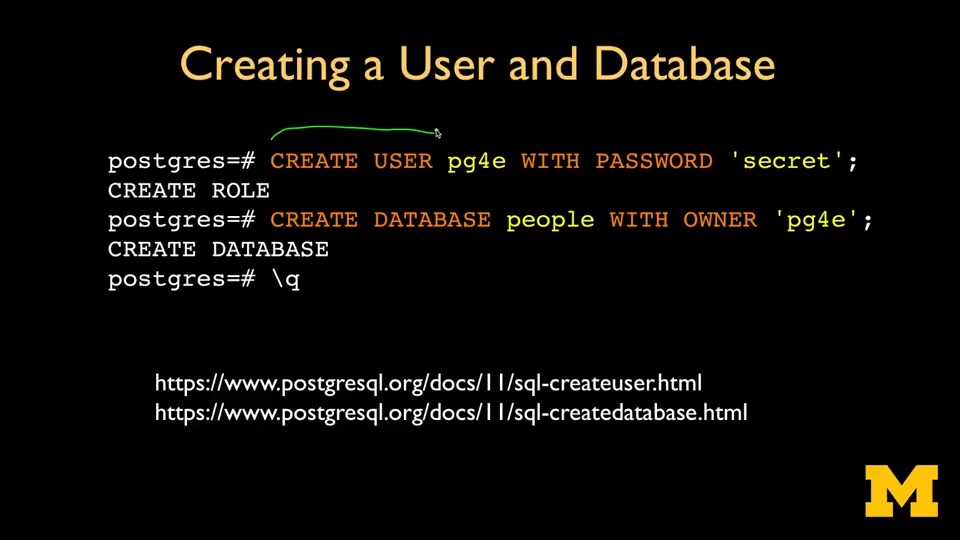 Creating a User and Database
postgres=# CREATE USER pg4e WITH PASSWORD 'secret';
CREATE ROLE
postgres=# CREATE DATABASE people WITH OWNER 'pg4e';
CREATE DATABASE
postgres=# \q
https://www.postgresql.org/docs/11/sql-createuser.html
https://www.postgresql.org/docs/11/sql-createdatabase.html
M